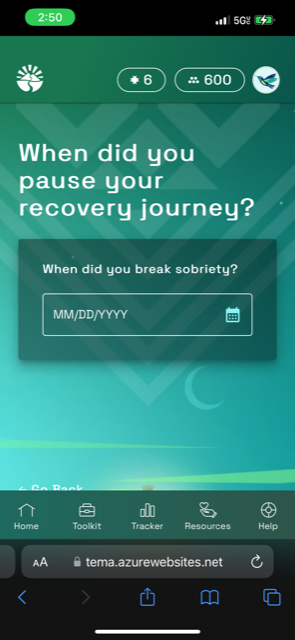 2:50
5G
6
600
When did you
pause your
recovery journey?
When did you break sobriety?
MM/DD/YYYY
← Go Back
Home Toolkit Tracker Resources Help
AA tema.azurewebsites.net